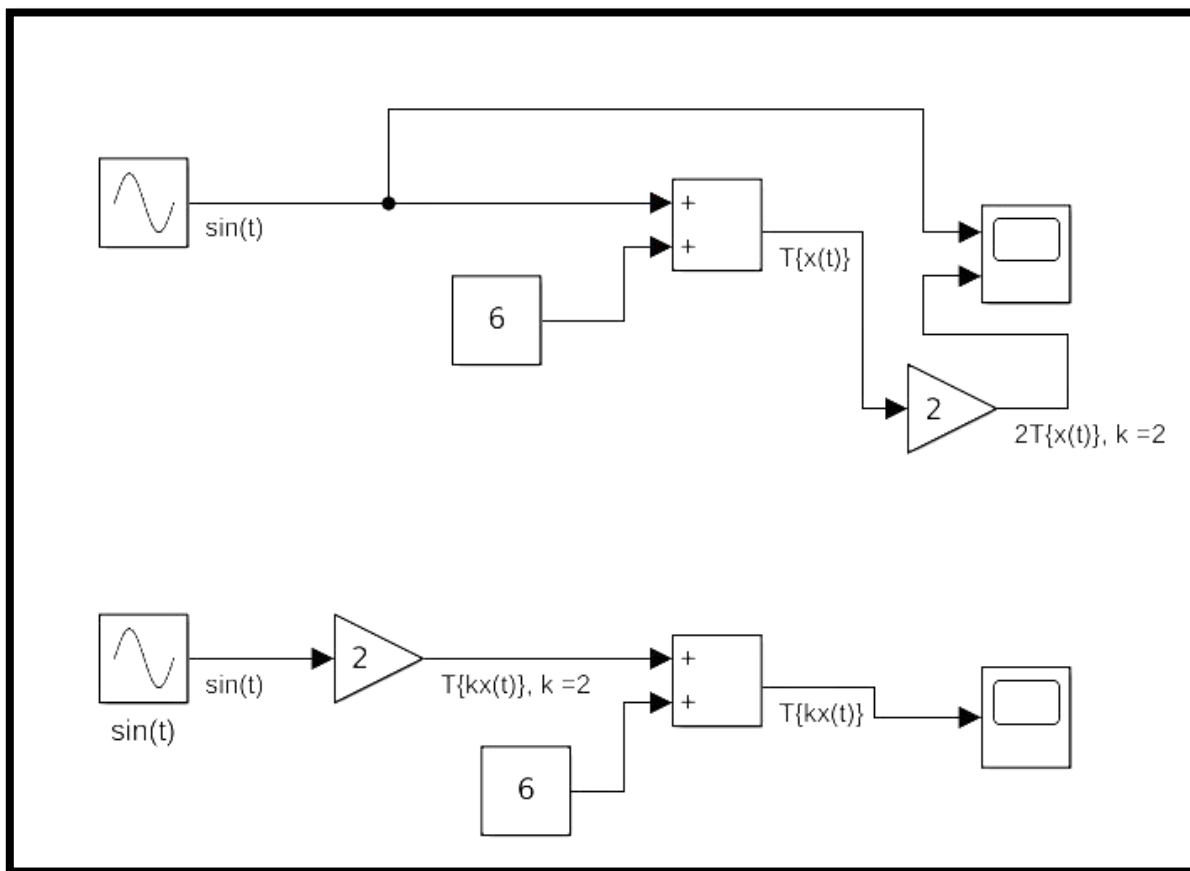 sin(t)
+
+
T{x(t)}
6
2
2T{x(t)}, k =2
2
+
sin(t)
T{kx(t)}, k =2
+
T{kx(t)}
sin(t)
6